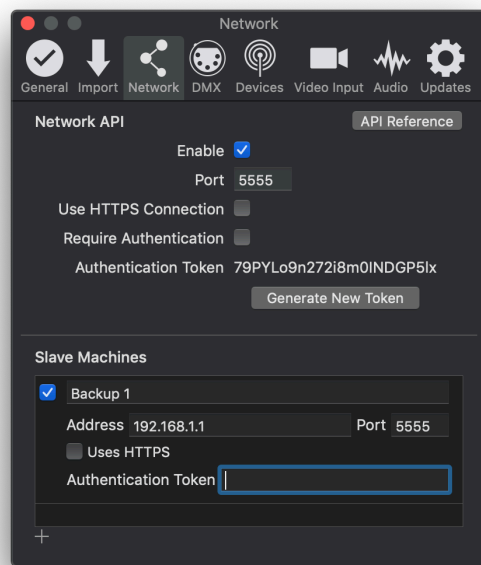 Network
General Import Network DMX Devices Video Input Audio Updates
Network API API Reference
Enable
Port 5555
Use HTTPS Connection
Require Authentication
Authentication Token 79PYLo9n272i8m0INDGP5lx
Generate New Token
Slave Machines
Backup 1
Address 192.168.1.1 Port 5555
Uses HTTPS
Authentication Token